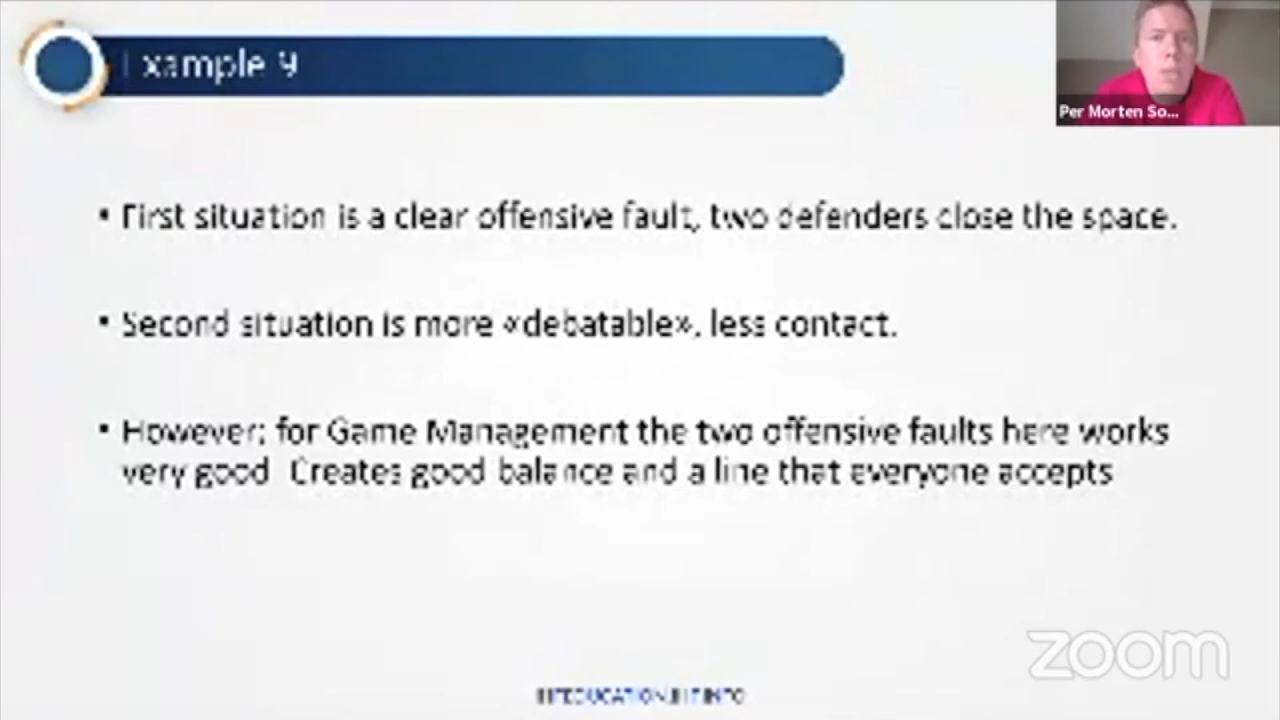 Example 9
Per Morten So...
• First situation is a clear offensive fault, two defenders close the space.
• Second situation is more «debatable», less contact.
• However; for Game Management the two offensive faults here works
very good. Creates good balance and a line that everyone accepts
zoom